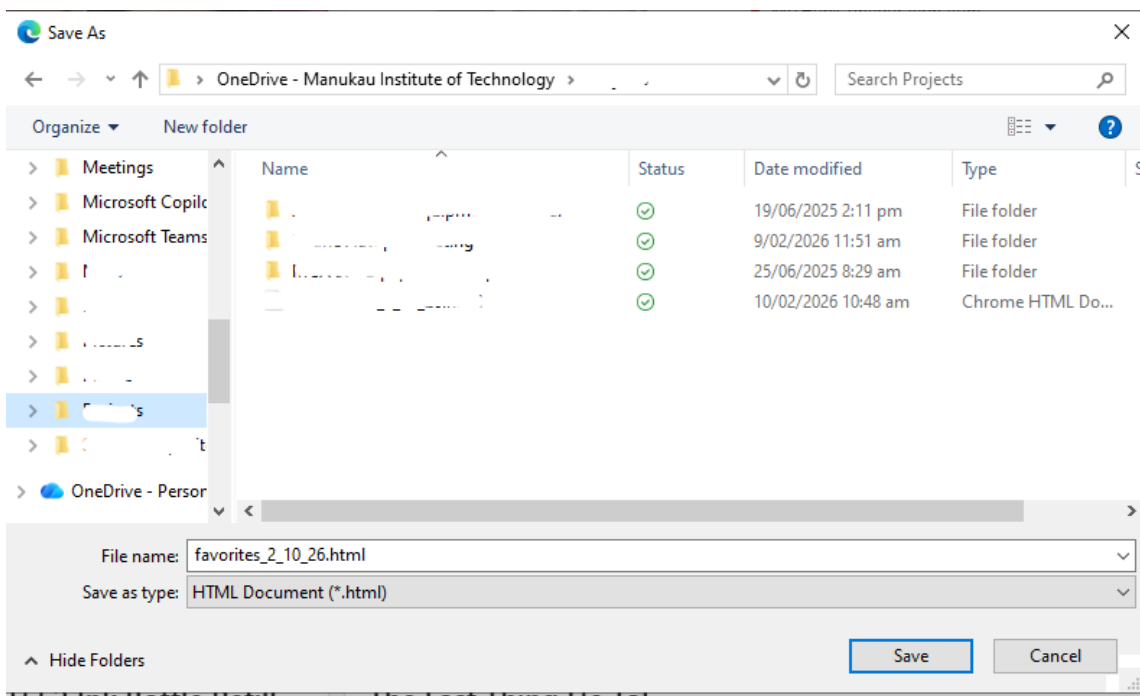 Save As
OneDrive - Manukau Institute of Technology
Search Projects
Organize
New folder
Name
Status
Date modified
Type
Meetings
Microsoft Copilc
Microsoft Teams
19/06/2025 2:11 pm
File folder
9/02/2026 11:51 am
File folder
25/06/2025 8:29 am
File folder
10/02/2026 10:48 am
Chrome HTML Do...
OneDrive - Person
File name:
favorites_2_10_26.html
Save as type:
HTML Document (*.html)
Hide Folders
Save
Cancel